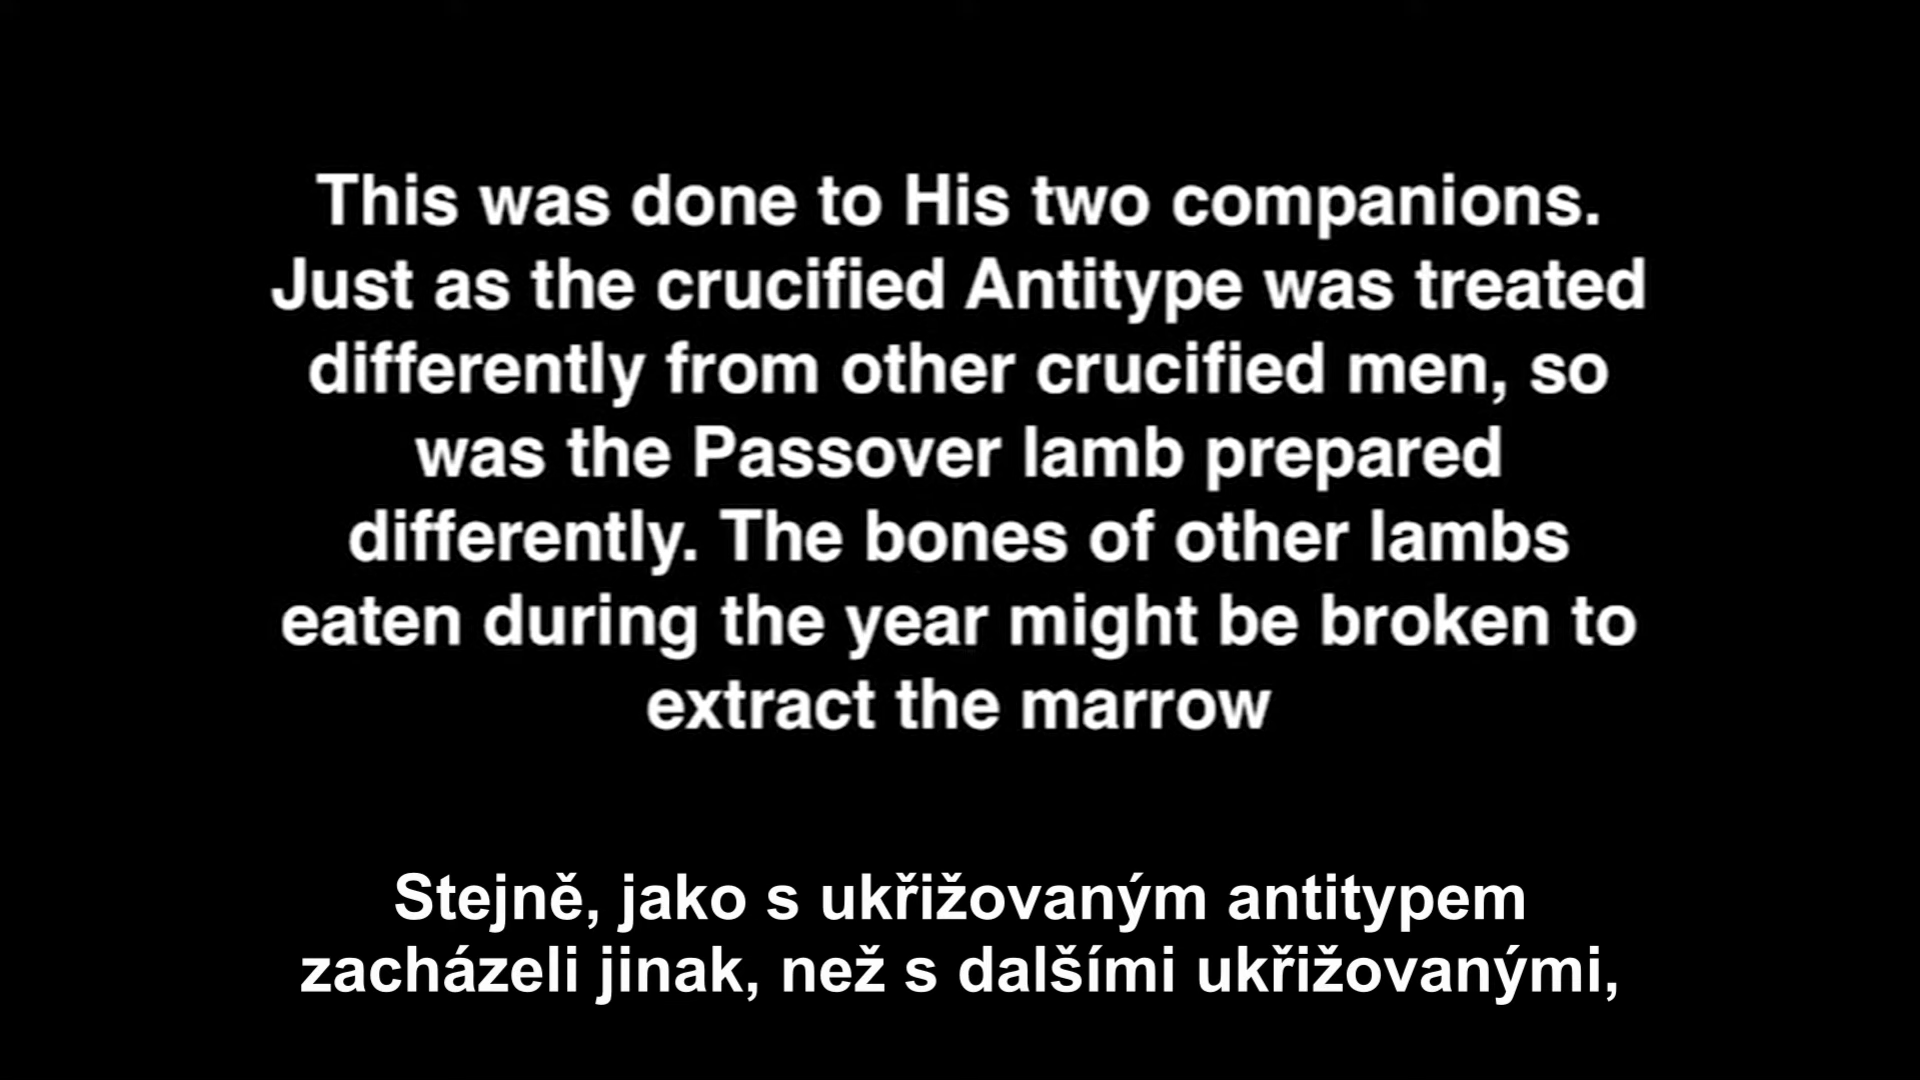 This was done to His two companions.
Just as the crucified Antitype was treated
differently from other crucified men, so
was the Passover lamb prepared
differently. The bones of other lambs
eaten during the year might be broken to
extract the marrow
Stejně, jako s ukřižovaným antitypem
zacházeli jinak, než s dalšími ukřižovanými,